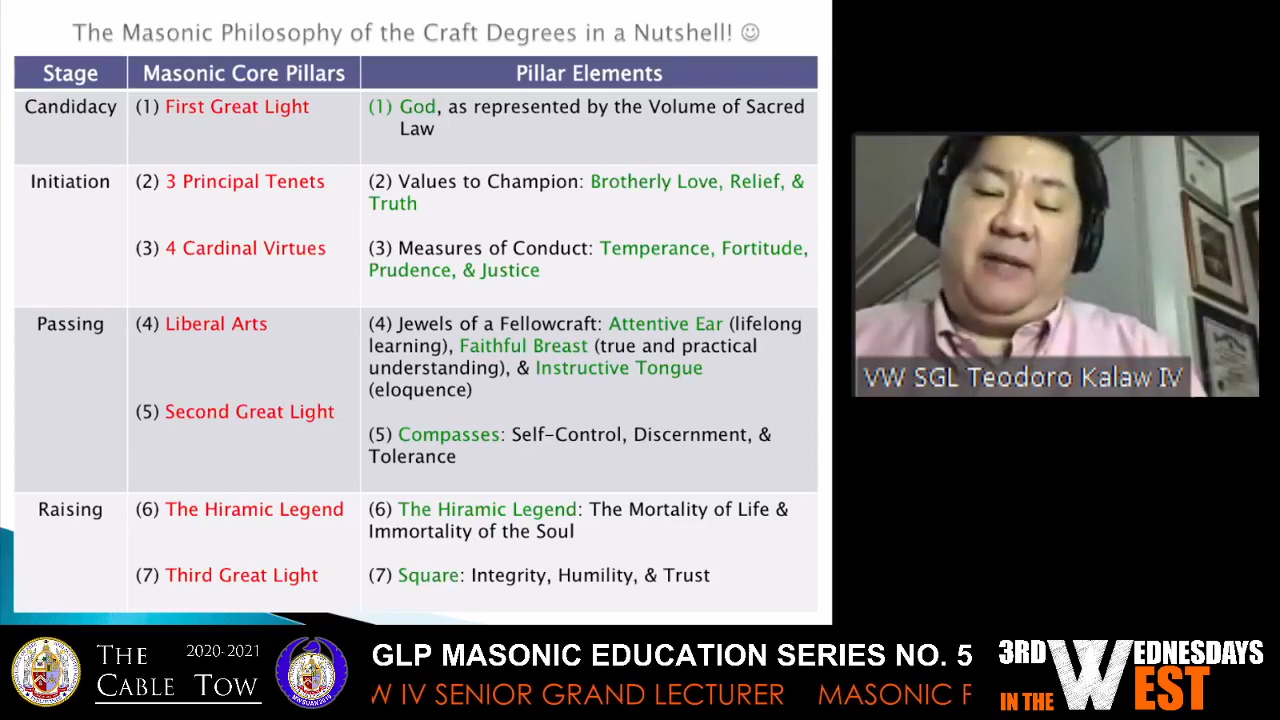 The Masonic Philosophy of the Craft Degrees in a Nutshell! ☺
Stage Masonic Core Pillars Pillar Elements
Candidacy (1) First Great Light (1) God, as represented by the Volume of Sacred
Law
Initiation (2) 3 Principal Tenets (2) Values to Champion: Brotherly Love, Relief, &
Truth
(3) 4 Cardinal Virtues (3) Measures of Conduct: Temperance, Fortitude,
Prudence, & Justice
Passing (4) Liberal Arts (4) Jewels of a Fellowcraft: Attentive Ear (lifelong
learning), Faithful Breast (true and practical
understanding), & Instructive Tongue
(eloquence)
(5) Second Great Light
(5) Compasses: Self-Control, Discernment, &
Tolerance
Raising (6) The Hiramic Legend (6) The Hiramic Legend: The Mortality of Life &
Immortality of the Soul
(7) Third Great Light (7) Square: Integrity, Humility, & Trust
VW SGL Teodoro Kalaw IV
THE 2020-2021
CABLE TOW
GLP MASONIC EDUCATION SERIES NO. 5
W IV SENIOR GRAND LECTURER MASONIC
3RD WEDNESDAYS
IN THE WEST